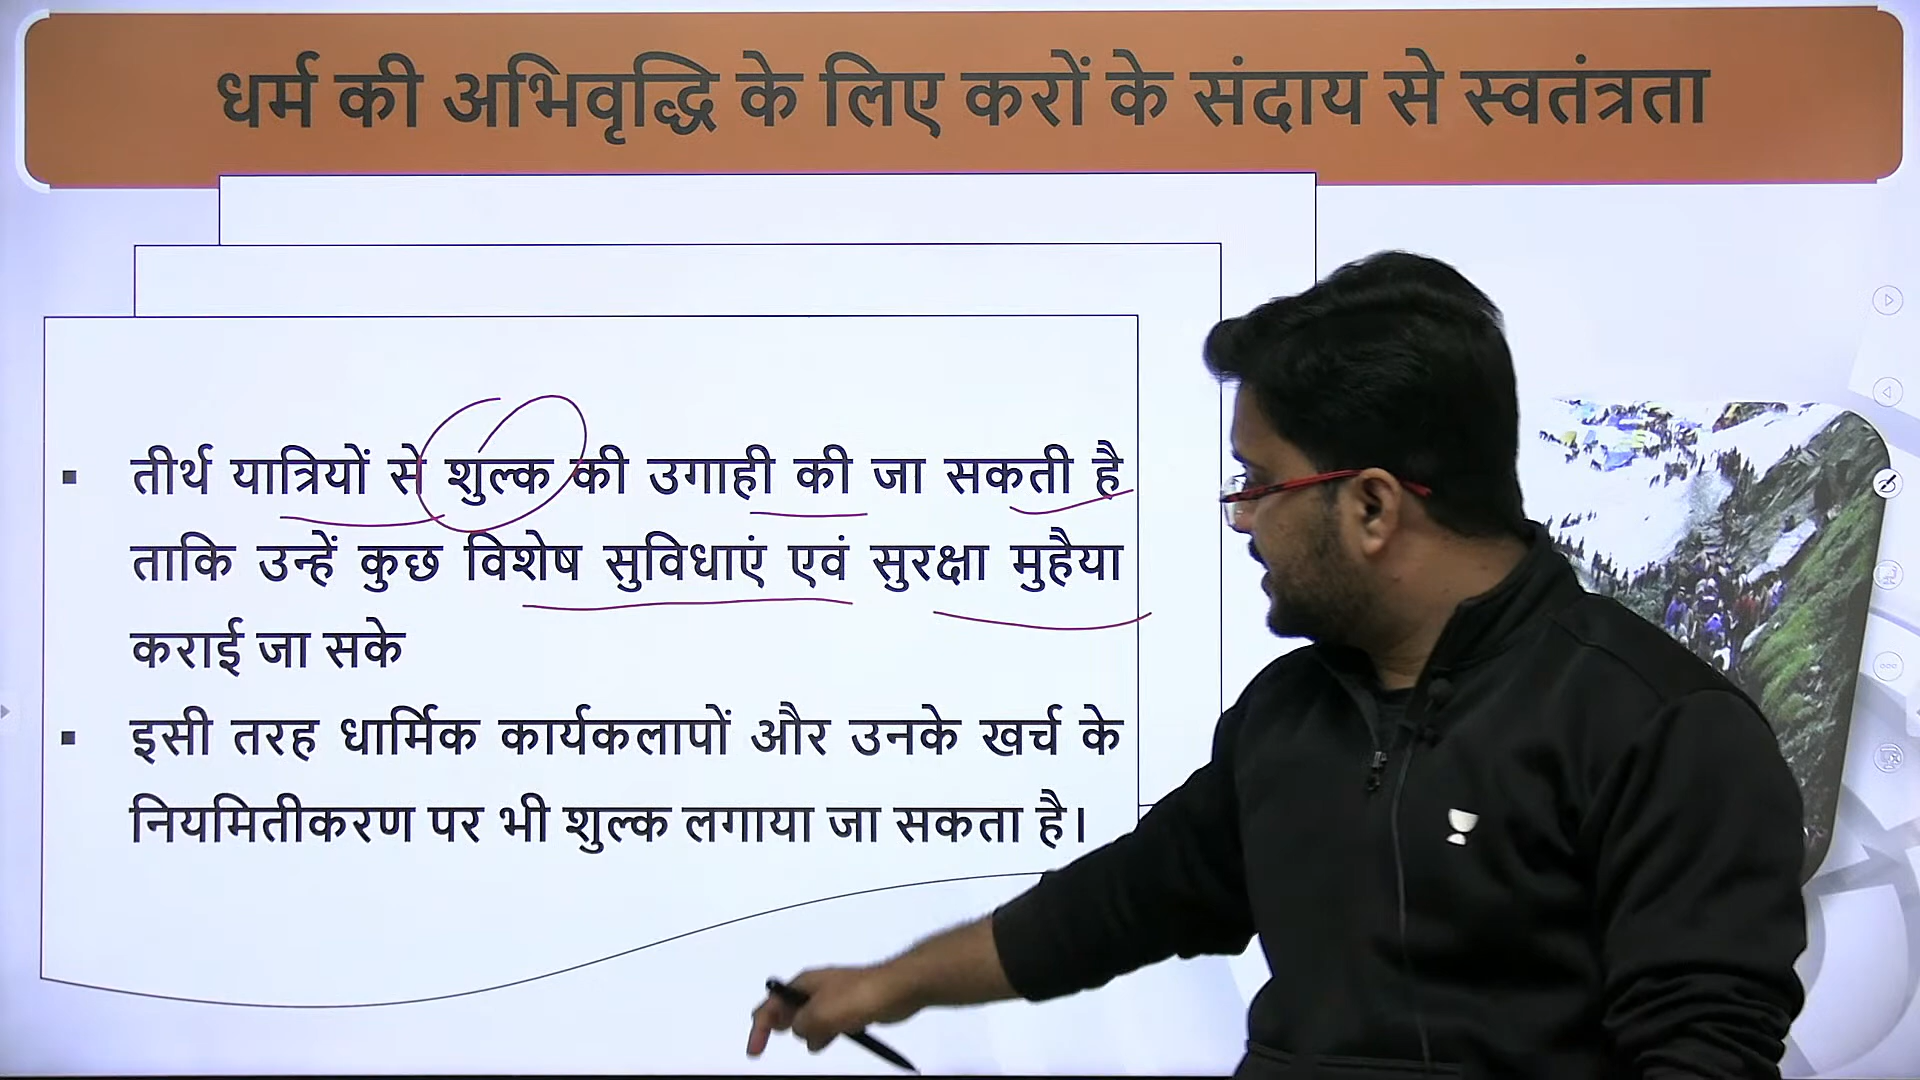 धर्म की अभिवृद्धि के लिए करों के संदाय से स्वतंत्रता
▪ तीर्थ यात्रियों से शुल्क की उगाही की जा सकती है
ताकि उन्हें कुछ विशेष सुविधाएं एवं सुरक्षा मुहैया
कराई जा सके
▪ इसी तरह धार्मिक कार्यकलापों और उनके खर्च के
नियमितीकरण पर भी शुल्क लगाया जा सकता है।